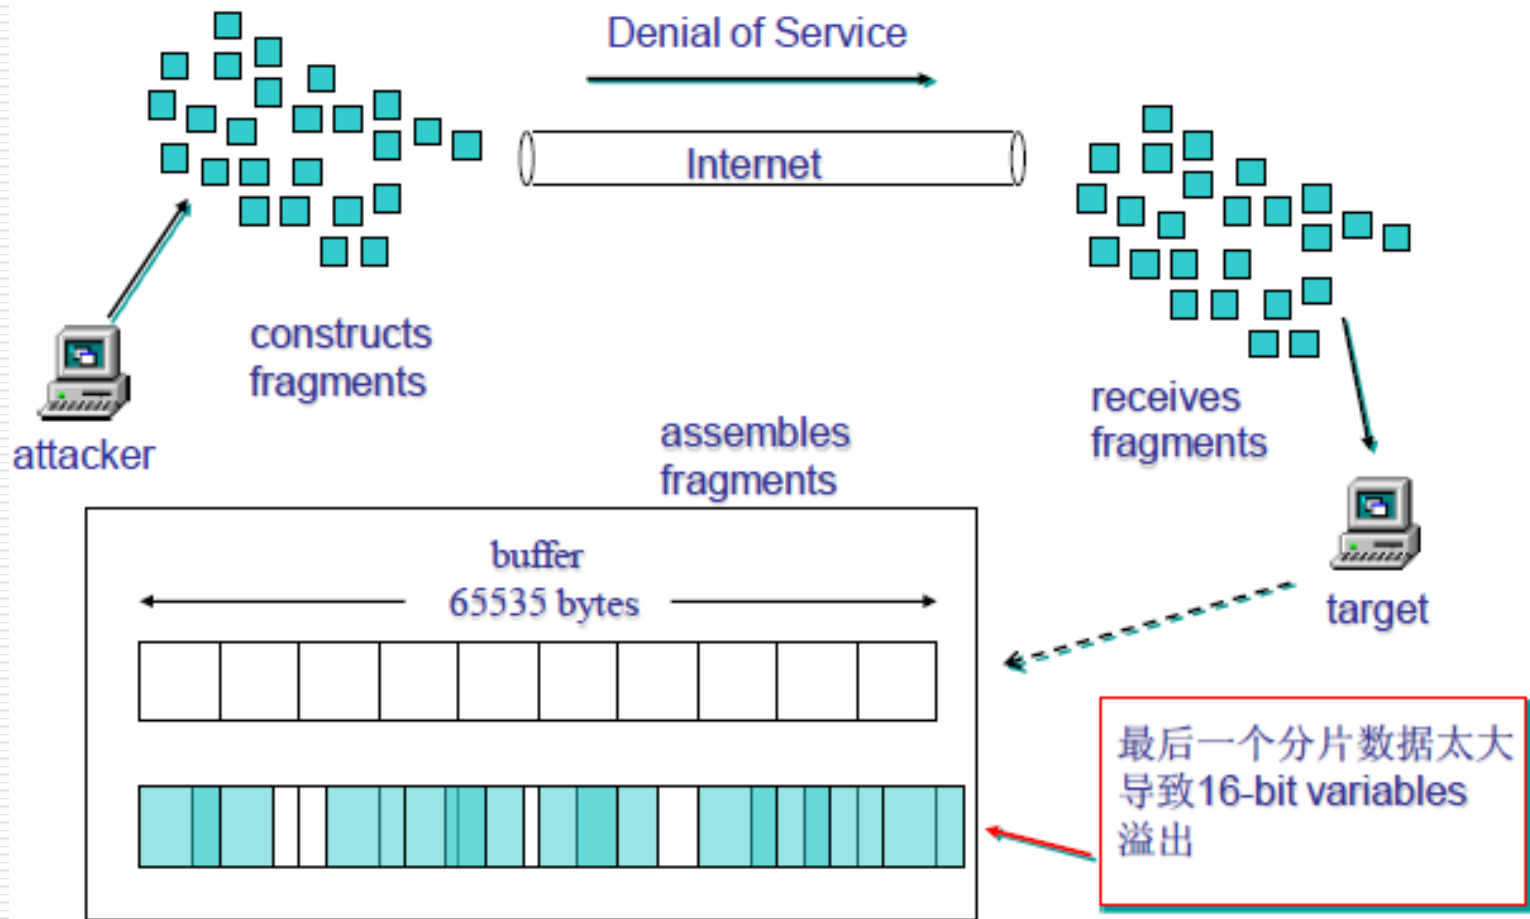 Denial of Service
Internet
constructs
fragments
attacker
receives
fragments
assembles
fragments
target
buffer
65535 bytes
最后一个分片数据太大
导致16-bit variables
溢出